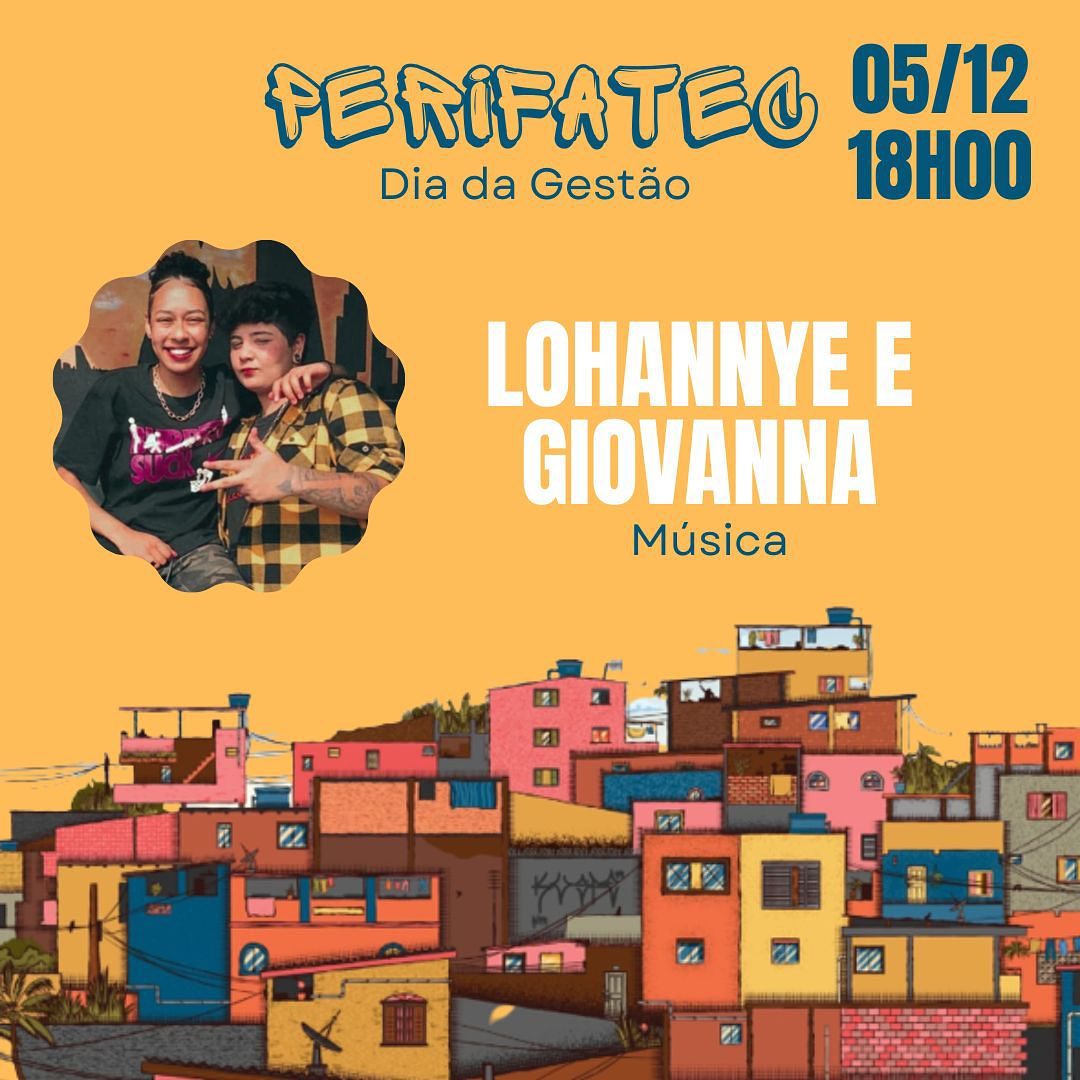 PERIFATEC
Dia da Gestão
05/12
18H00
LOHANNYE E
GIOVANNA
Música